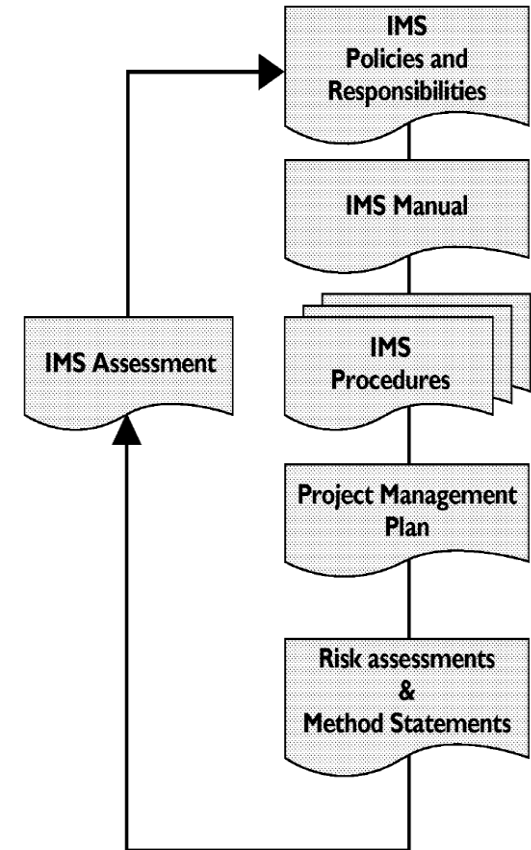 IMS
Policies and
Responsibilities
IMS Manual
IMS Assessment
IMS
Procedures
Project Management
Plan
Risk assessments
&
Method Statements